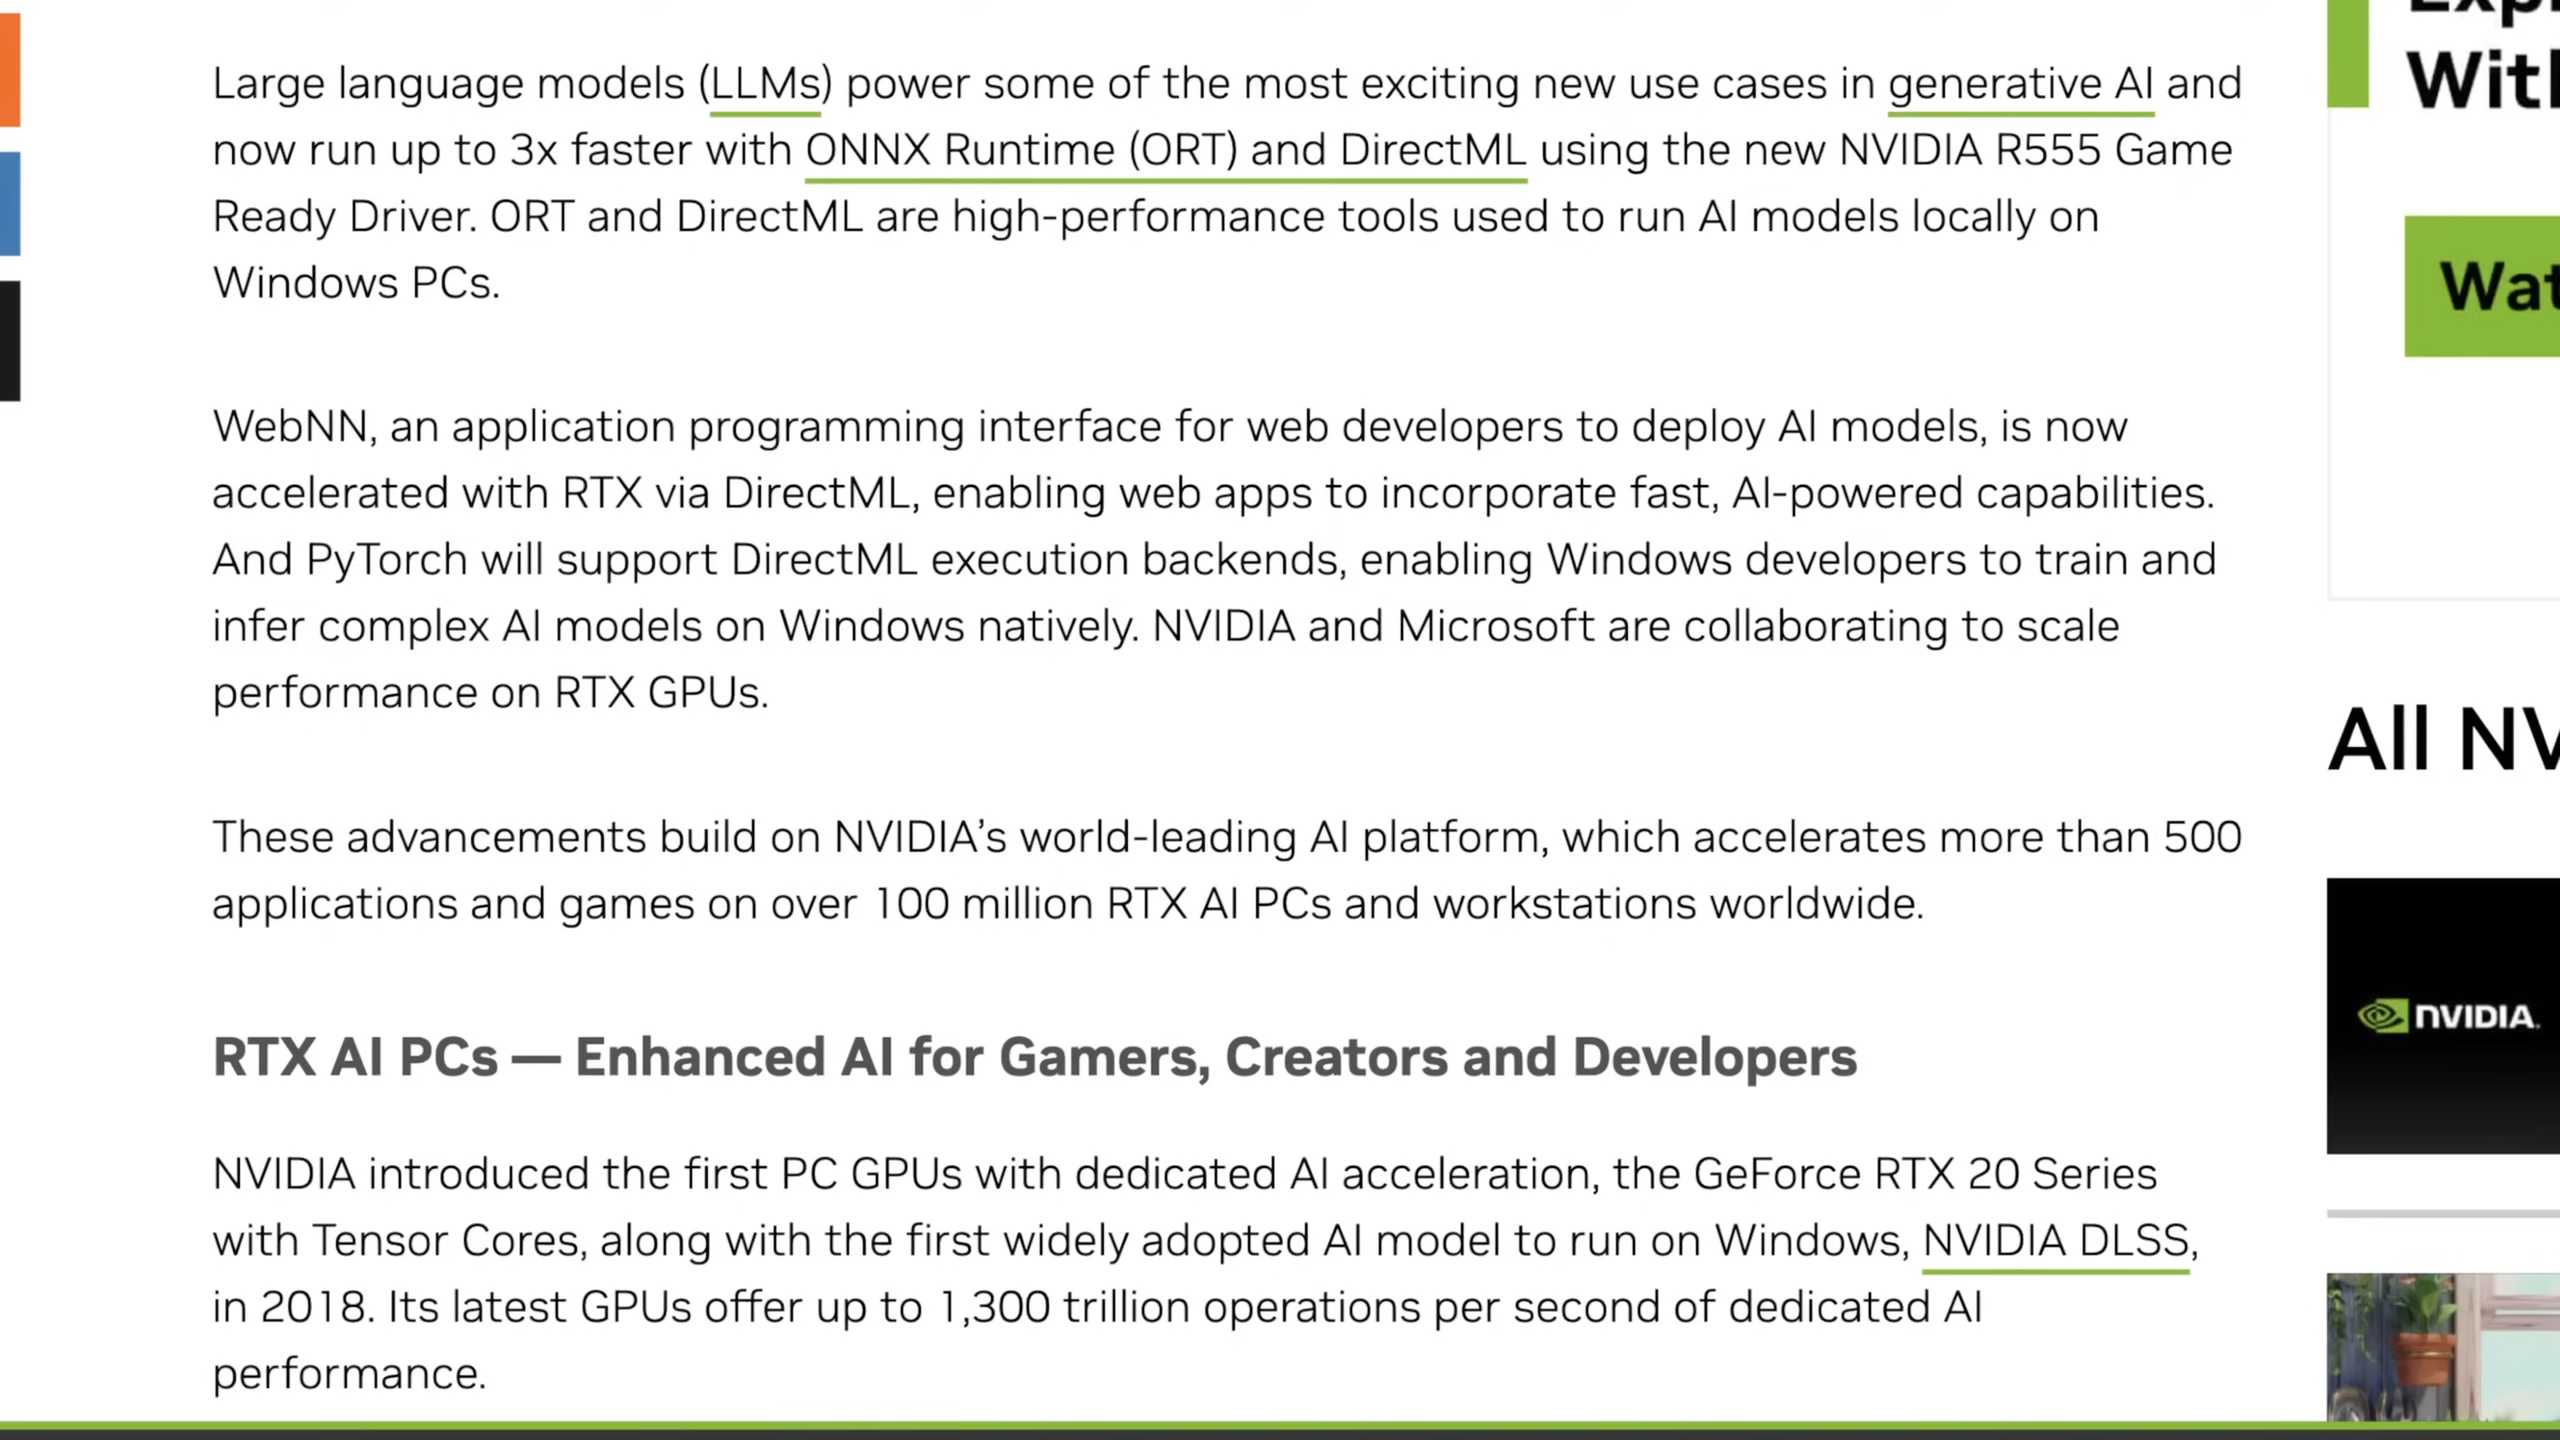 Large language models (LLMs) power some of the most exciting new use cases in generative AI and
now run up to 3x faster with ONNX Runtime (ORT) and DirectML using the new NVIDIA R555 Game
Ready Driver. ORT and DirectML are high-performance tools used to run AI models locally on
Windows PCs.
WebNN, an application programming interface for web developers to deploy AI models, is now
accelerated with RTX via DirectML, enabling web apps to incorporate fast, AI-powered capabilities.
And PyTorch will support DirectML execution backends, enabling Windows developers to train and
infer complex AI models on Windows natively. NVIDIA and Microsoft are collaborating to scale
performance on RTX GPUs.
These advancements build on NVIDIA’s world-leading AI platform, which accelerates more than 500
applications and games on over 100 million RTX AI PCs and workstations worldwide.
RTX AI PCs — Enhanced AI for Gamers, Creators and Developers
NVIDIA introduced the first PC GPUs with dedicated AI acceleration, the GeForce RTX 20 Series
with Tensor Cores, along with the first widely adopted AI model to run on Windows, NVIDIA DLSS,
in 2018. Its latest GPUs offer up to 1,300 trillion operations per second of dedicated AI
performance.
All NV
NVIDIA.